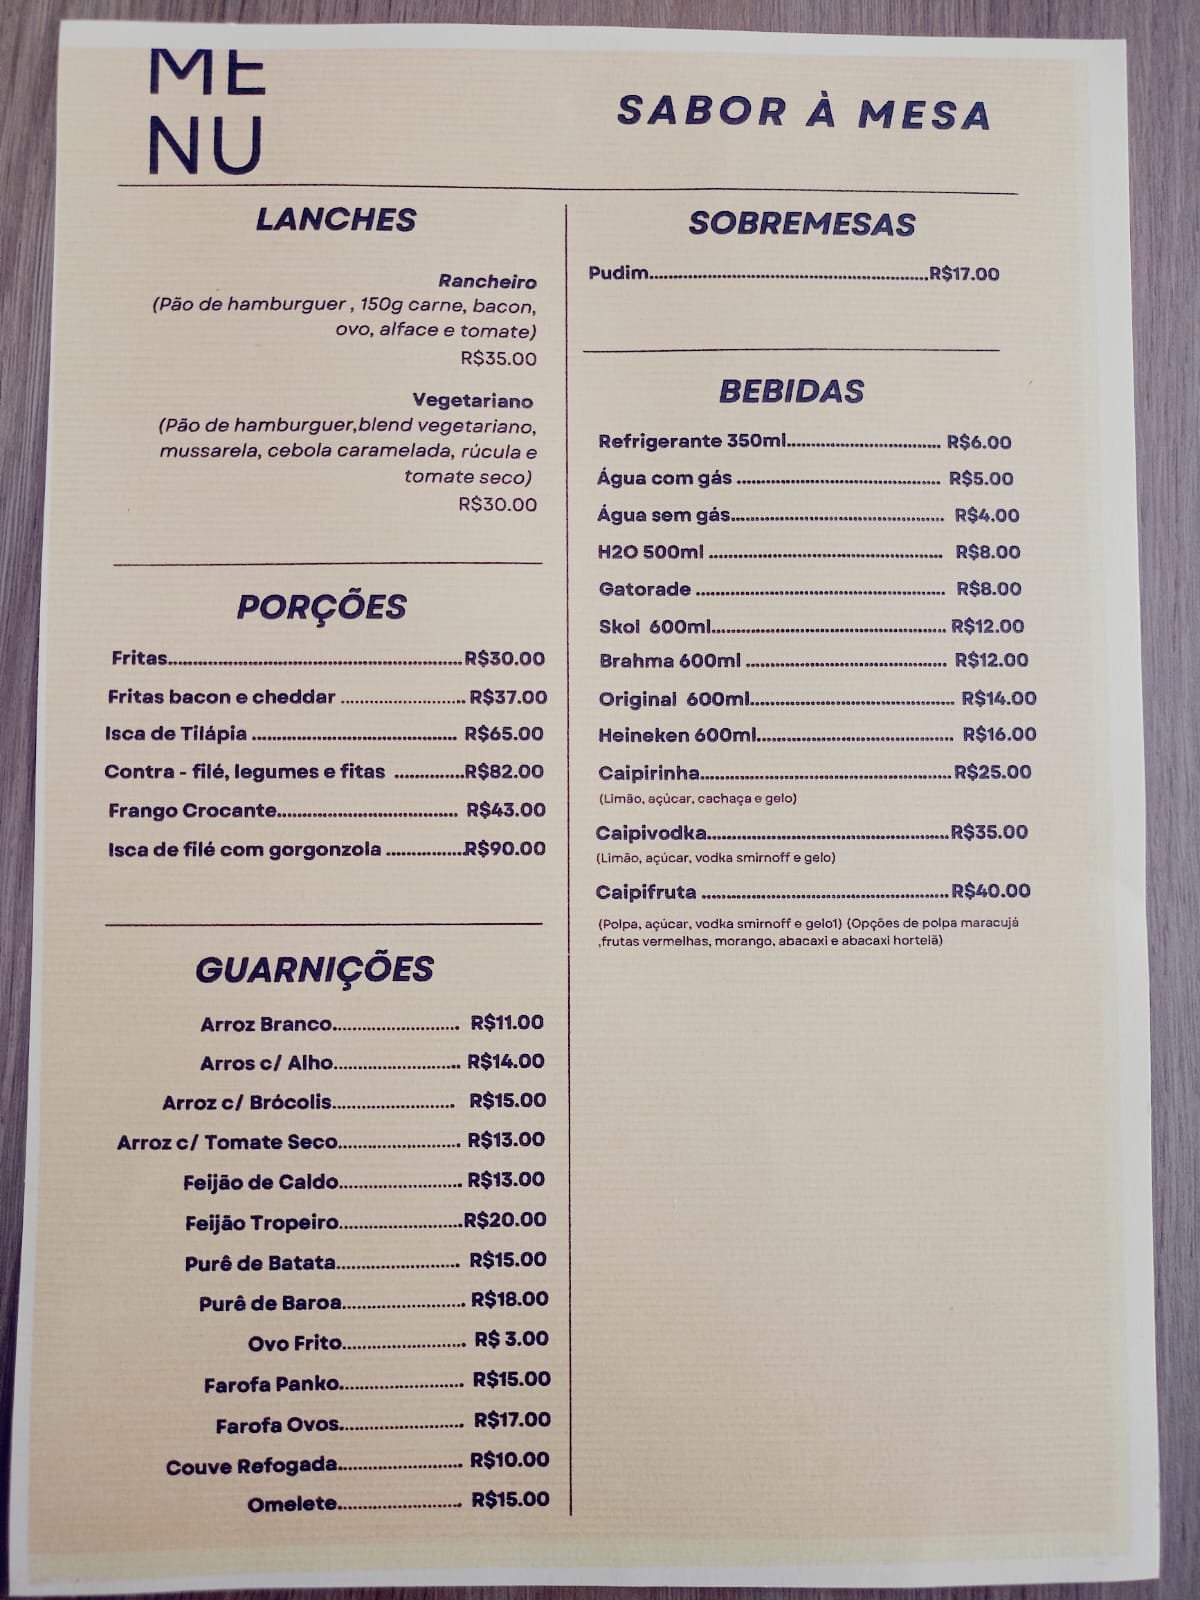 ME
NU
SABOR À MESA
LANCHES
Rancheiro
(Pão de hamburguer , 150g carne, bacon,
ovo, alface e tomate)
R$35.00
Vegetariano
(Pão de hamburguer,blend vegetariano,
mussarela, cebola caramelada, rúcula e
tomate seco)
R$30.00
PORÇÕES
Fritas........................................................R$30.00
Fritas bacon e cheddar ......................... R$37.00
Isca de Tilápia ......................................... R$65.00
Contra - filé, legumes e fitas ..............R$82.00
Frango Crocante.................................... R$43.00
Isca de filé com gorgonzola ................R$90.00
GUARNIÇÕES
Arroz Branco.......................... R$11.00
Arros c/ Alho.......................... R$14.00
Arroz c/ Brócolis......................... R$15.00
Arroz c/ Tomate Seco......................... R$13.00
Feijão de Caldo......................... R$13.00
Feijão Tropeiro.........................R$20.00
Purê de Batata......................... R$15.00
Purê de Baroa......................... R$18.00
Ovo Frito......................... R$ 3.00
Farofa Panko......................... R$15.00
Farofa Ovos......................... R$17.00
Couve Refogada......................... R$10.00
Omelete......................... R$15.00
SOBREMESAS
Pudim........................................................R$17.00
BEBIDAS
Refrigerante 350ml............................... R$6.00
Água com gás ......................................... R$5.00
Água sem gás........................................... R$4.00
H2O 500ml ............................................... R$8.00
Gatorade .................................................. R$8.00
Skol 600ml............................................... R$12.00
Brahma 600ml ........................................ R$12.00
Original 600ml......................................... R$14.00
Heineken 600ml....................................... R$16.00
Caipirinha..................................................R$25.00
(Limão, açúcar, cachaça e gelo)
Caipivodka................................................R$35.00
(Limão, açúcar, vodka smirnoff e gelo)
Caipifruta .................................................R$40.00
(Polpa, açúcar, vodka smirnoff e gelo1) (Opções de polpa maracujá
,frutas vermelhas, morango, abacaxi e abacaxi hortelã)